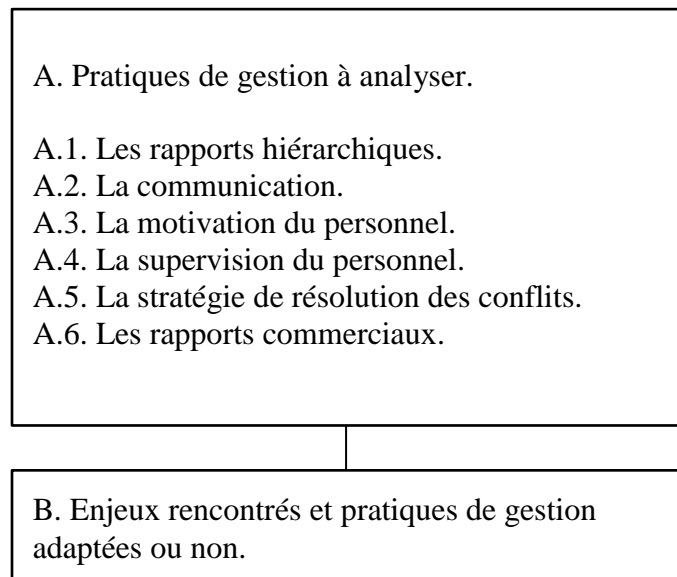 A. Pratiques de gestion à analyser.
A.1. Les rapports hiérarchiques.
A.2. La communication.
A.3. La motivation du personnel.
A.4. La supervision du personnel.
A.5. La stratégie de résolution des conflits.
A.6. Les rapports commerciaux.
B. Enjeux rencontrés et pratiques de gestion
adaptées ou non.